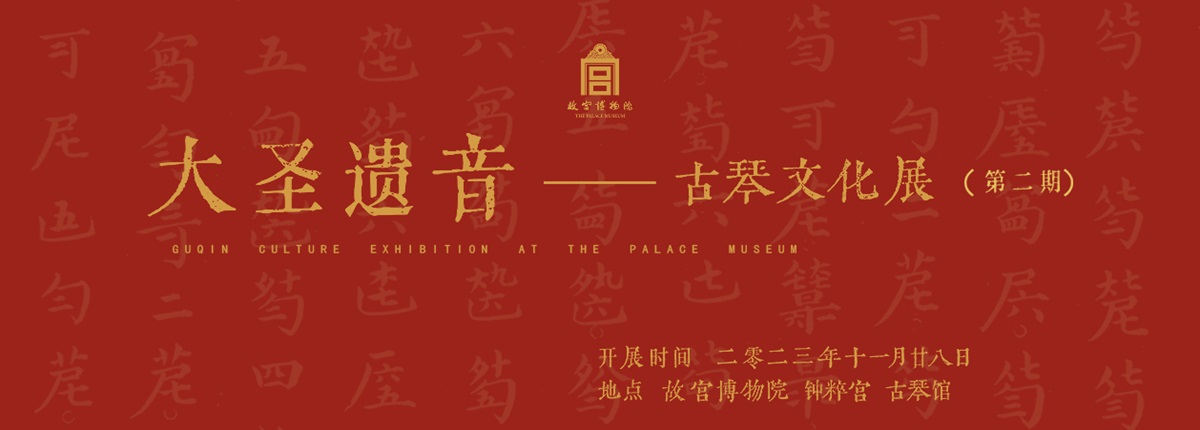 故宫博物院
THE PALACE MUSEUM
大圣遗音——古琴文化展（第二期）
GUQIN CULTURE EXHIBITION AT THE PALACE MUSEUM
开展时间 二零二三年十一月廿八日
地点 故宫博物院 钟粹宫 古琴馆